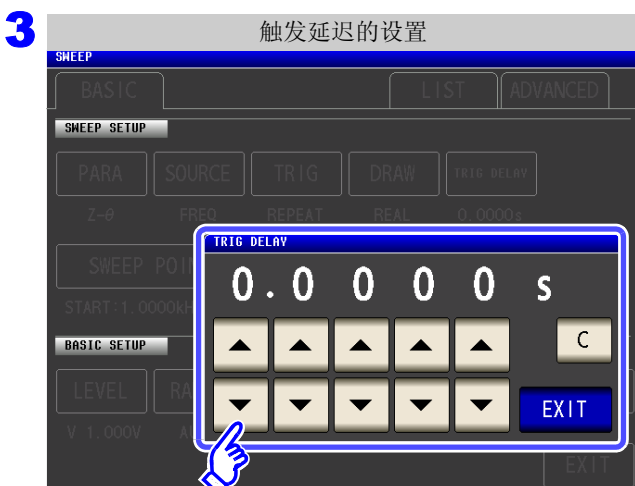 3
触发延迟的设置
SWEEP
BASIC LIST ADVANCED
SWEEP SETUP
PARA SOURCE TRIG DRAW TRIG DELAY
Z-θ FREQ REPEAT REAL 0.0000s
TRIG DELAY
SWEEP POIN
0.0000 s
START:1.0000kH
C
BASIC SETUP
LEVEL RA
EXIT
V 1.000V AU
EXIT